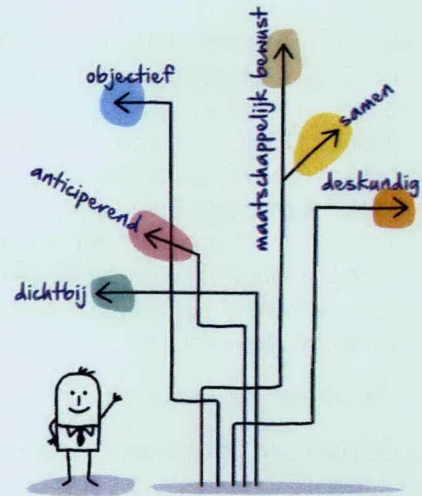 objectief
maatschappelijk bewust
samen
deskundig
anticiperend
dichtbij